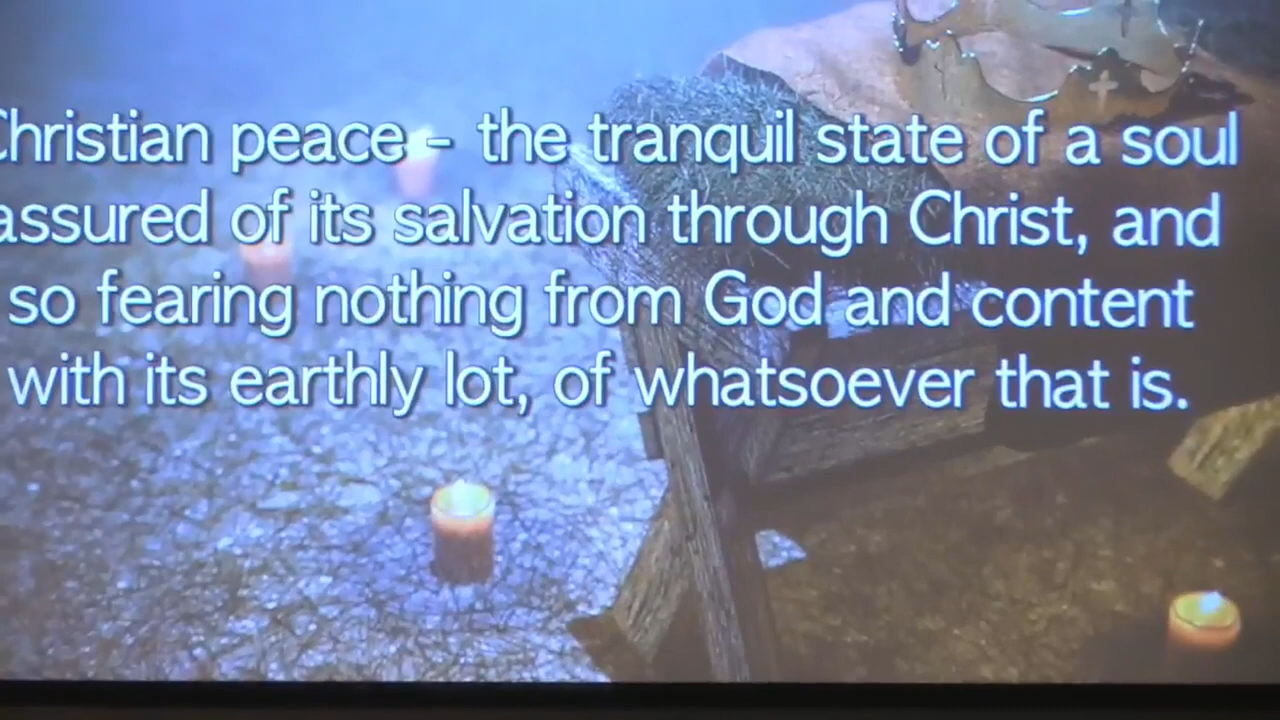 Christian peace - the tranquil state of a soul
assured of its salvation through Christ, and
so fearing nothing from God and content
with its earthly lot, of whatsoever that is.